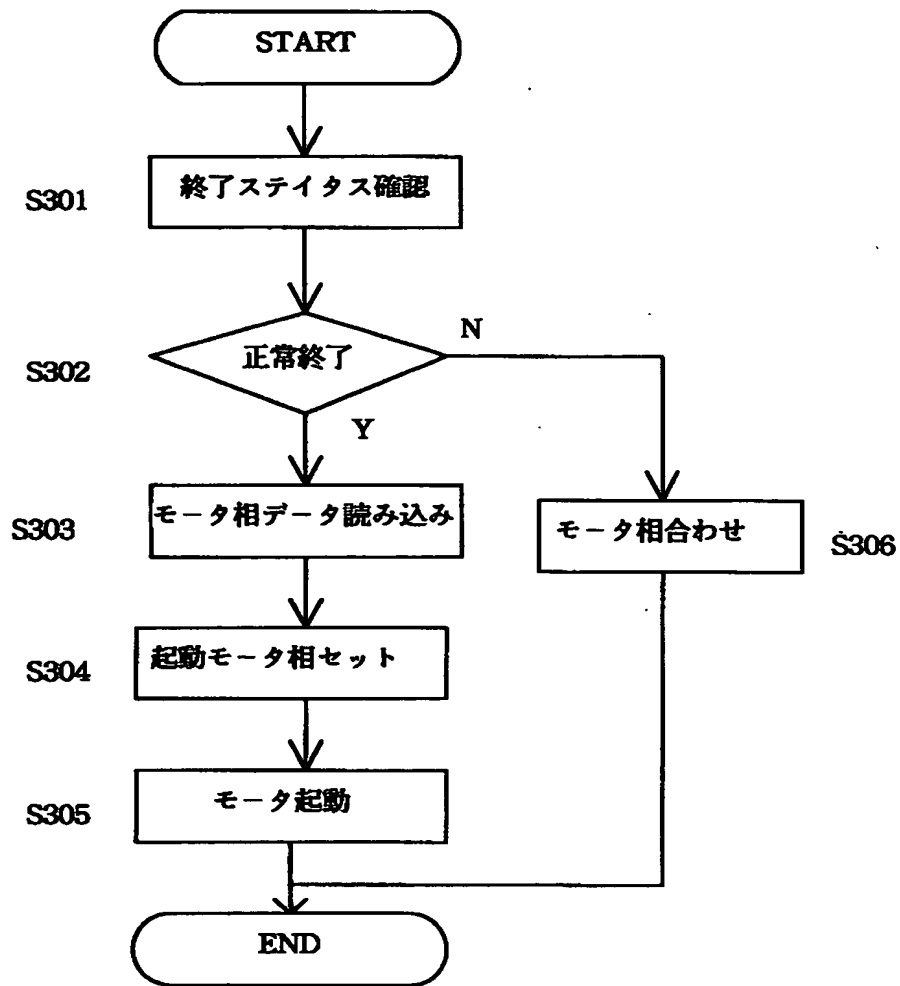 START
S301
終了ステイタス確認
S302
正常終了
N
Y
S303
モータ相データ読み込み
モータ相合わせ
S306
S304
起動モータ相セット
S305
モータ起動
END